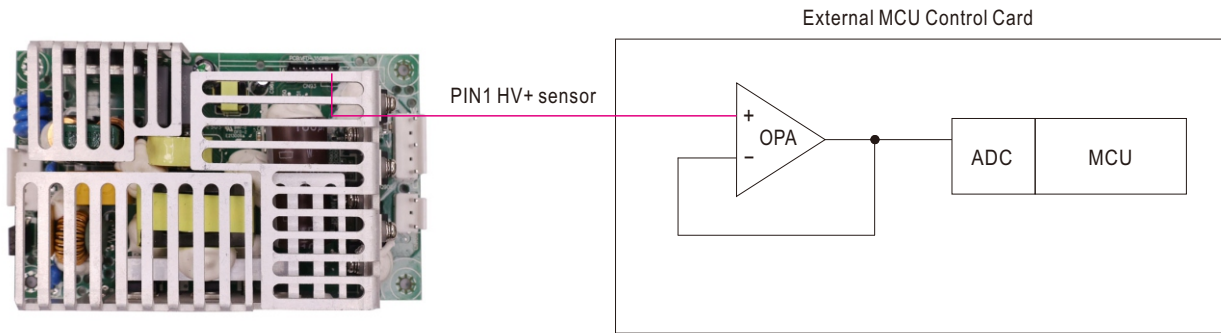 External MCU Control Card
PIN1 HV+ sensor
+
OPA
−
ADC
MCU